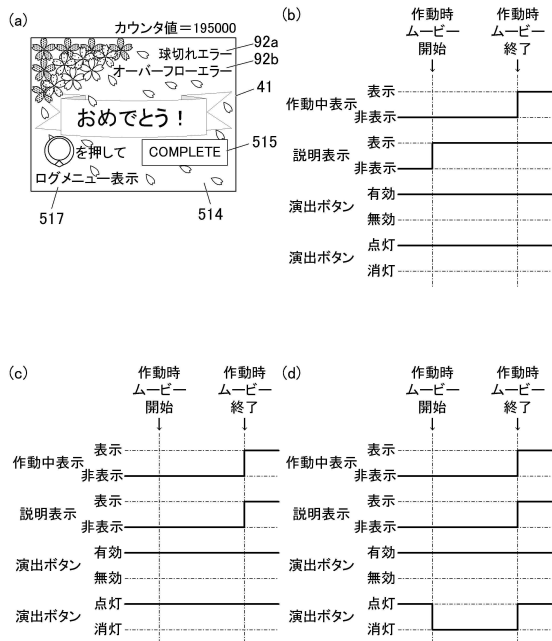 (a)
カウンタ値=195000
球切れエラー
92a
オーバーフローエラー
92b
41
おめでとう!
を押して
COMPLETE
515
ログメニュー表示
517
514
(b)
作動時
ムービー
開始
↓
作動時
ムービー
終了
↓
作動中表示
表示
非表示
説明表示
表示
非表示
演出ボタン
有効
無効
演出ボタン
点灯
消灯
(c)
作動時
ムービー
開始
↓
作動時
ムービー
終了
↓
作動中表示
表示
非表示
説明表示
表示
非表示
演出ボタン
有効
無効
演出ボタン
点灯
消灯
(d)
作動時
ムービー
開始
↓
作動時
ムービー
終了
↓
作動中表示
表示
非表示
説明表示
表示
非表示
演出ボタン
有効
無効
演出ボタン
点灯
消灯